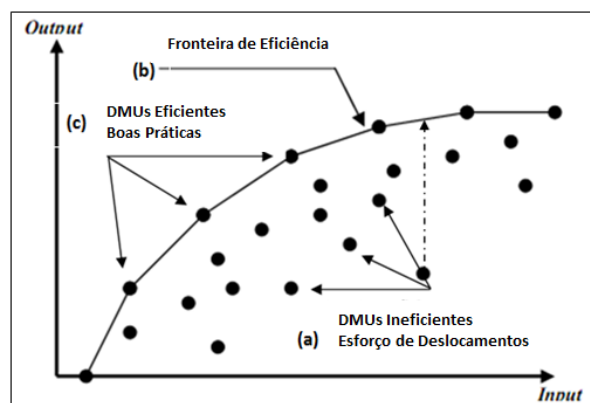 Output
Fronteira de Eficiência
(b)
(c)
DMUs Eficientes
Boas Práticas
DMUs Ineficientes
(a)
Esforço de Deslocamentos
Input